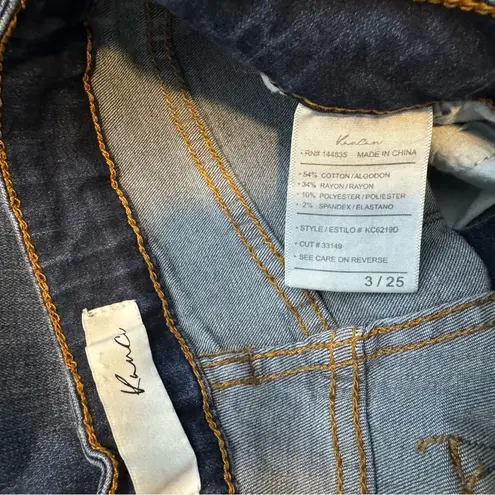 KanCan
• RN# 144835 MADE IN CHINA
• 54% COTTON/ALGODON
• 34% RAYON/RAYON
• 10% POLYESTER/POLIESTER
• 2% SPANDEX/ELASTANO
• STYLE / ESTILO # KC6219D
• CUT # 33149
• SEE CARE ON REVERSE
3 / 25